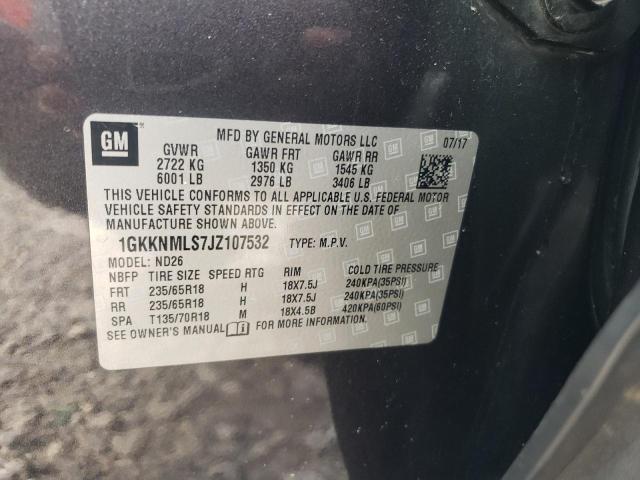 GM
MFD BY GENERAL MOTORS LLC 07/17
GVWR GAWR FRT GAWR RR
2722 KG 1350 KG 1545 KG
6001 LB 2976 LB 3406 LB
THIS VEHICLE CONFORMS TO ALL APPLICABLE U.S. FEDERAL MOTOR
VEHICLE SAFETY STANDARDS IN EFFECT ON THE DATE OF
MANUFACTURE SHOWN ABOVE.
1GKKNMLS7JZ107532 TYPE: M.P.V.
MODEL: ND26
NBFP TIRE SIZE SPEED RTG RIM COLD TIRE PRESSURE
FRT 235/65R18 H 18X7.5J 240KPA(35PSI)
RR 235/65R18 H 18X7.5J 240KPA(35PSI)
SPA T135/70R18 M 18X4.5B 420KPA(60PSI)
SEE OWNER'S MANUAL FOR MORE INFORMATION.